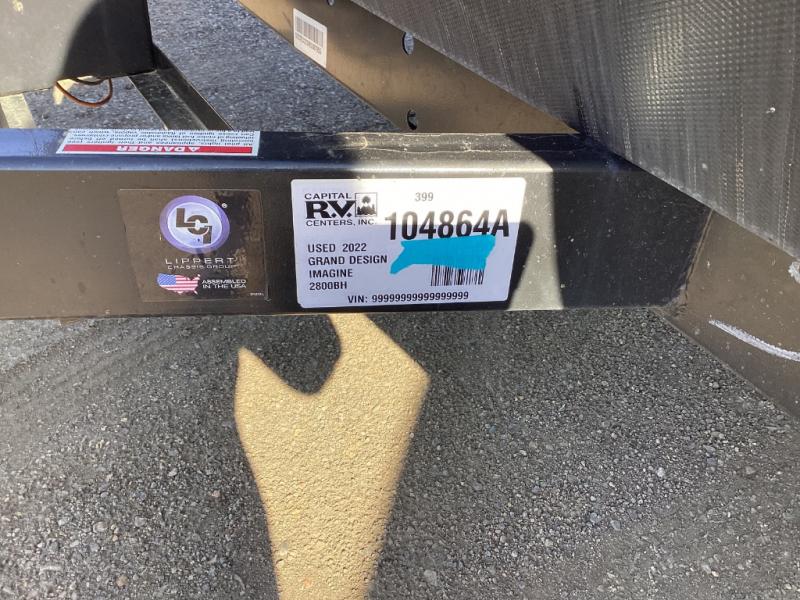 ⚠DANGER
CAPITAL
R.V.
CENTERS, INC.
399
104864A
USED 2022
GRAND DESIGN
IMAGINE
2800BH
VIN: 99999999999999999
LCI
LIPPERT
CHASSIS GROUP
ASSEMBLED
IN THE USA